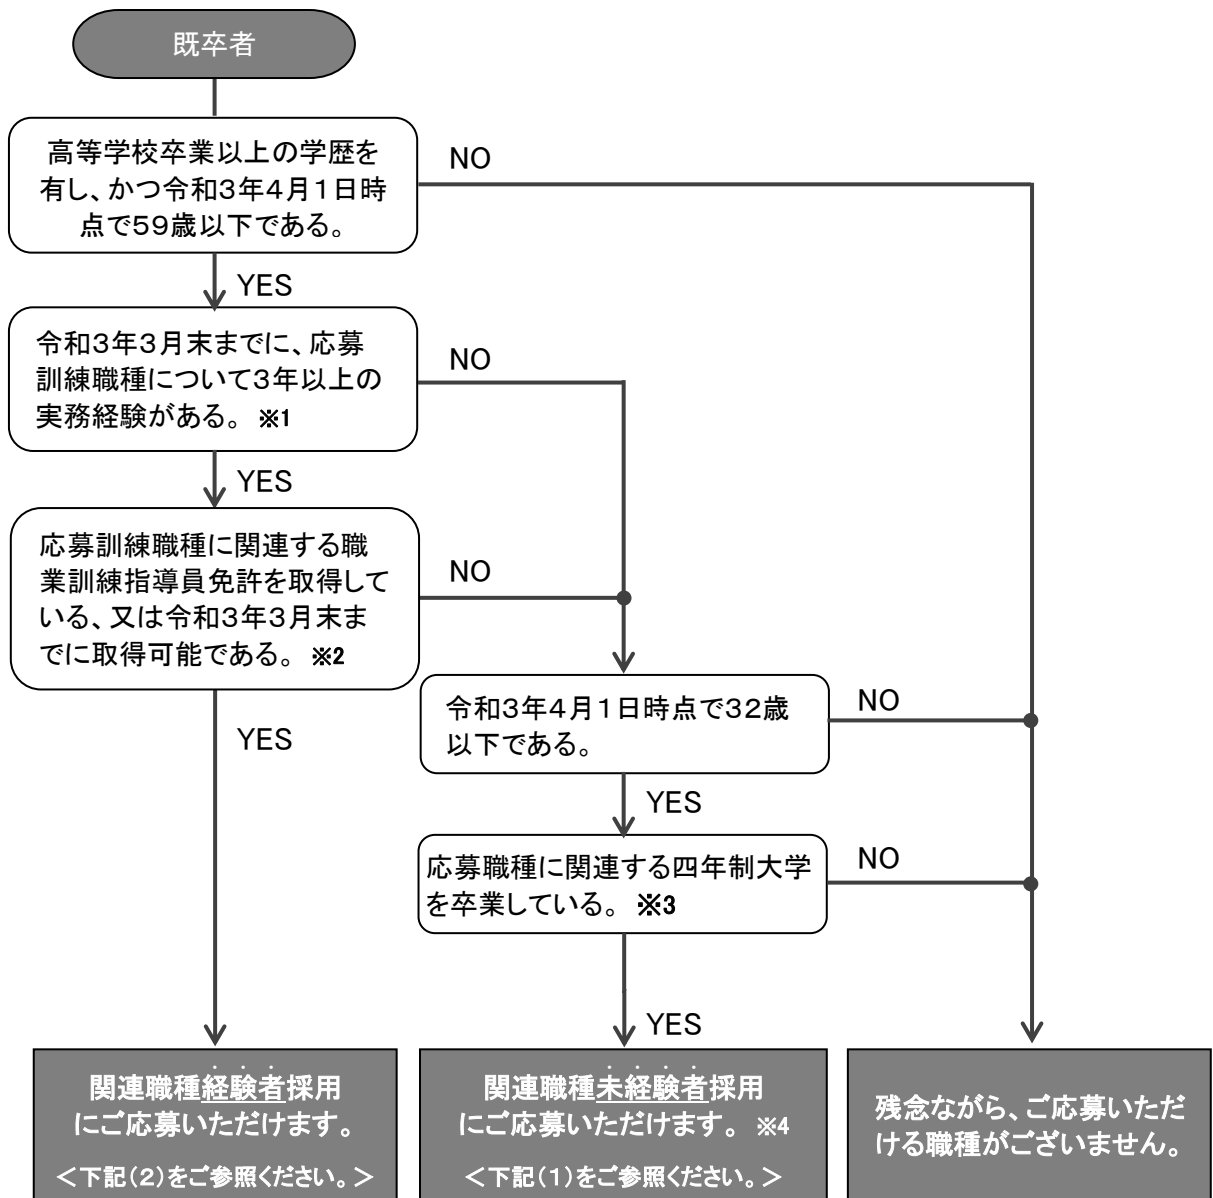 既卒者
高等学校卒業以上の学歴を
有し、かつ令和3年4月1日時
点で59歳以下である。
NO
YES
令和3年3月末までに、応募
訓練職種について3年以上の
実務経験がある。 ※1
NO
YES
応募訓練職種に関連する職
業訓練指導員免許を取得して
いる、又は令和3年3月末ま
でに取得可能である。 ※2
NO
YES
令和3年4月1日時点で32歳
以下である。
NO
YES
応募職種に関連する四年制大学
を卒業している。 ※3
NO
YES
関連職種経験者採用
にご応募いただけます。
<下記(2)をご参照ください。>
関連職種未経験者採用
にご応募いただけます。 ※4
<下記(1)をご参照ください。>
残念ながら、ご応募いただ
ける職種がございません。